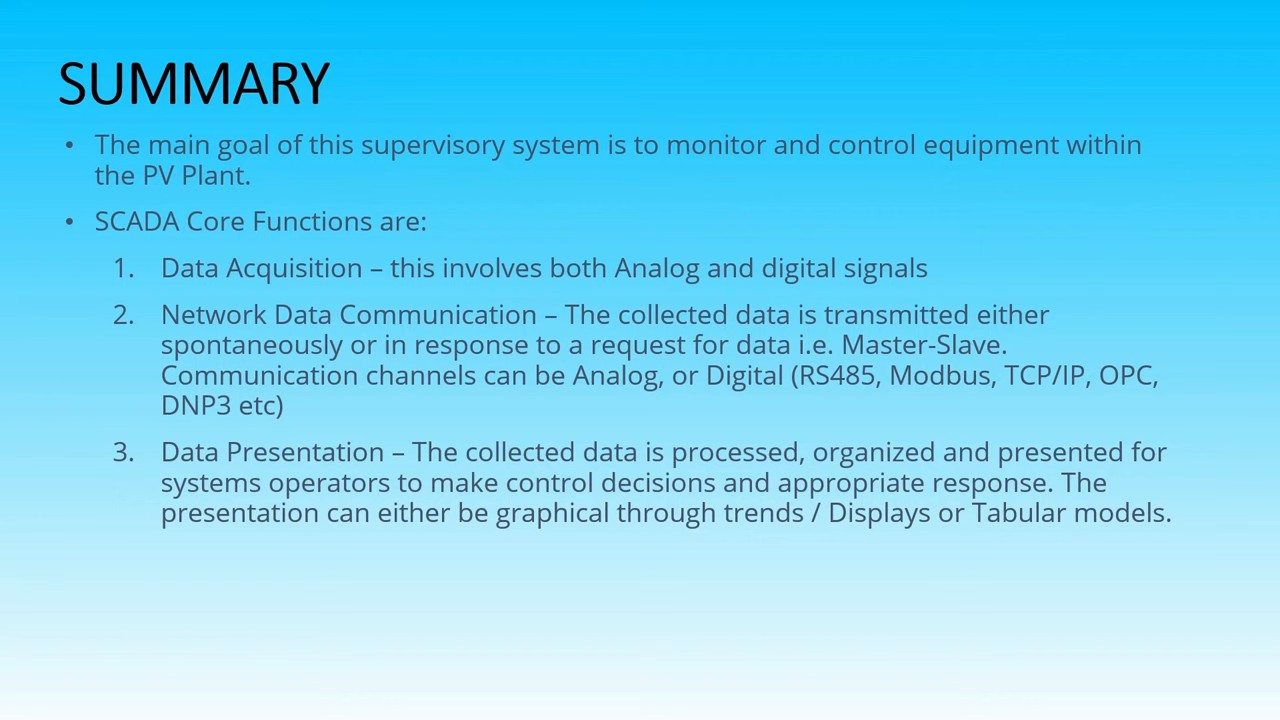 SUMMARY
• The main goal of this supervisory system is to monitor and control equipment within
the PV Plant.
• SCADA Core Functions are:
1. Data Acquisition – this involves both Analog and digital signals
2. Network Data Communication – The collected data is transmitted either
spontaneously or in response to a request for data i.e. Master-Slave.
Communication channels can be Analog, or Digital (RS485, Modbus, TCP/IP, OPC,
DNP3 etc)
3. Data Presentation – The collected data is processed, organized and presented for
systems operators to make control decisions and appropriate response. The
presentation can either be graphical through trends / Displays or Tabular models.